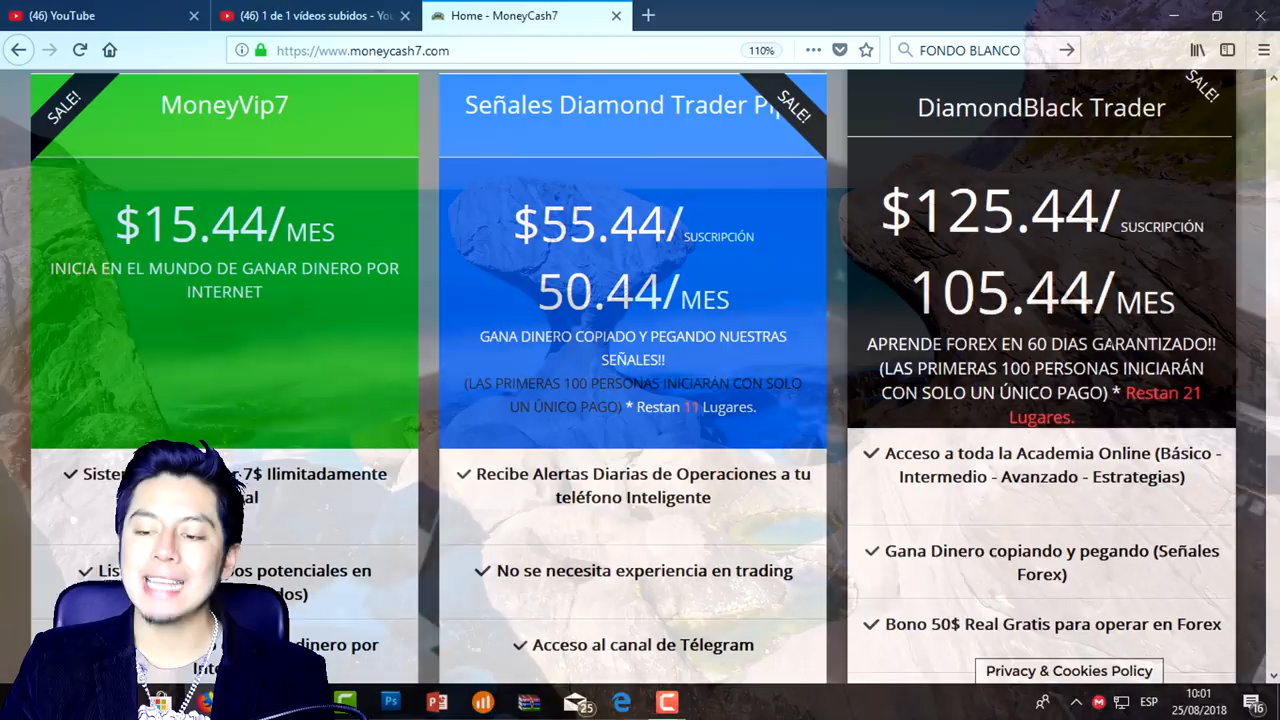 (46) YouTube
(46) 1 de 1 vídeos subidos - You
Home - MoneyCash7
https://www.moneycash7.com
110%
FONDO BLANCO
SALE!
MoneyVip7
$15.44/MES
INICIA EN EL MUNDO DE GANAR DINERO POR
INTERNET
7$ Ilimitadamente
potenciales en
dinero por
Señales Diamond Trader
SALE!
$55.44/SUSCRIPCIÓN
50.44/MES
GANA DINERO COPIADO Y PEGANDO NUESTRAS
SEÑALES!!
(LAS PRIMERAS 100 PERSONAS INICIARÁN CON SOLO
UN ÚNICO PAGO) * Restan 11 Lugares.
Recibe Alertas Diarias de Operaciones a tu
teléfono Inteligente
No se necesita experiencia en trading
Acceso al canal de Télegram
SALE!
DiamondBlack Trader
$125.44/SUSCRIPCIÓN
105.44/MES
APRENDE FOREX EN 60 DIAS GARANTIZADO!!
(LAS PRIMERAS 100 PERSONAS INICIARÁN
CON SOLO UN ÚNICO PAGO) * Restan 21
Lugares.
Acceso a toda la Academia Online (Básico -
Intermedio - Avanzado - Estrategias)
Gana Dinero copiando y pegando (Señales
Forex)
Bono 50$ Real Gratis para operar en Forex
Privacy & Cookies Policy
25
ESP
10:01
25/08/2018
16